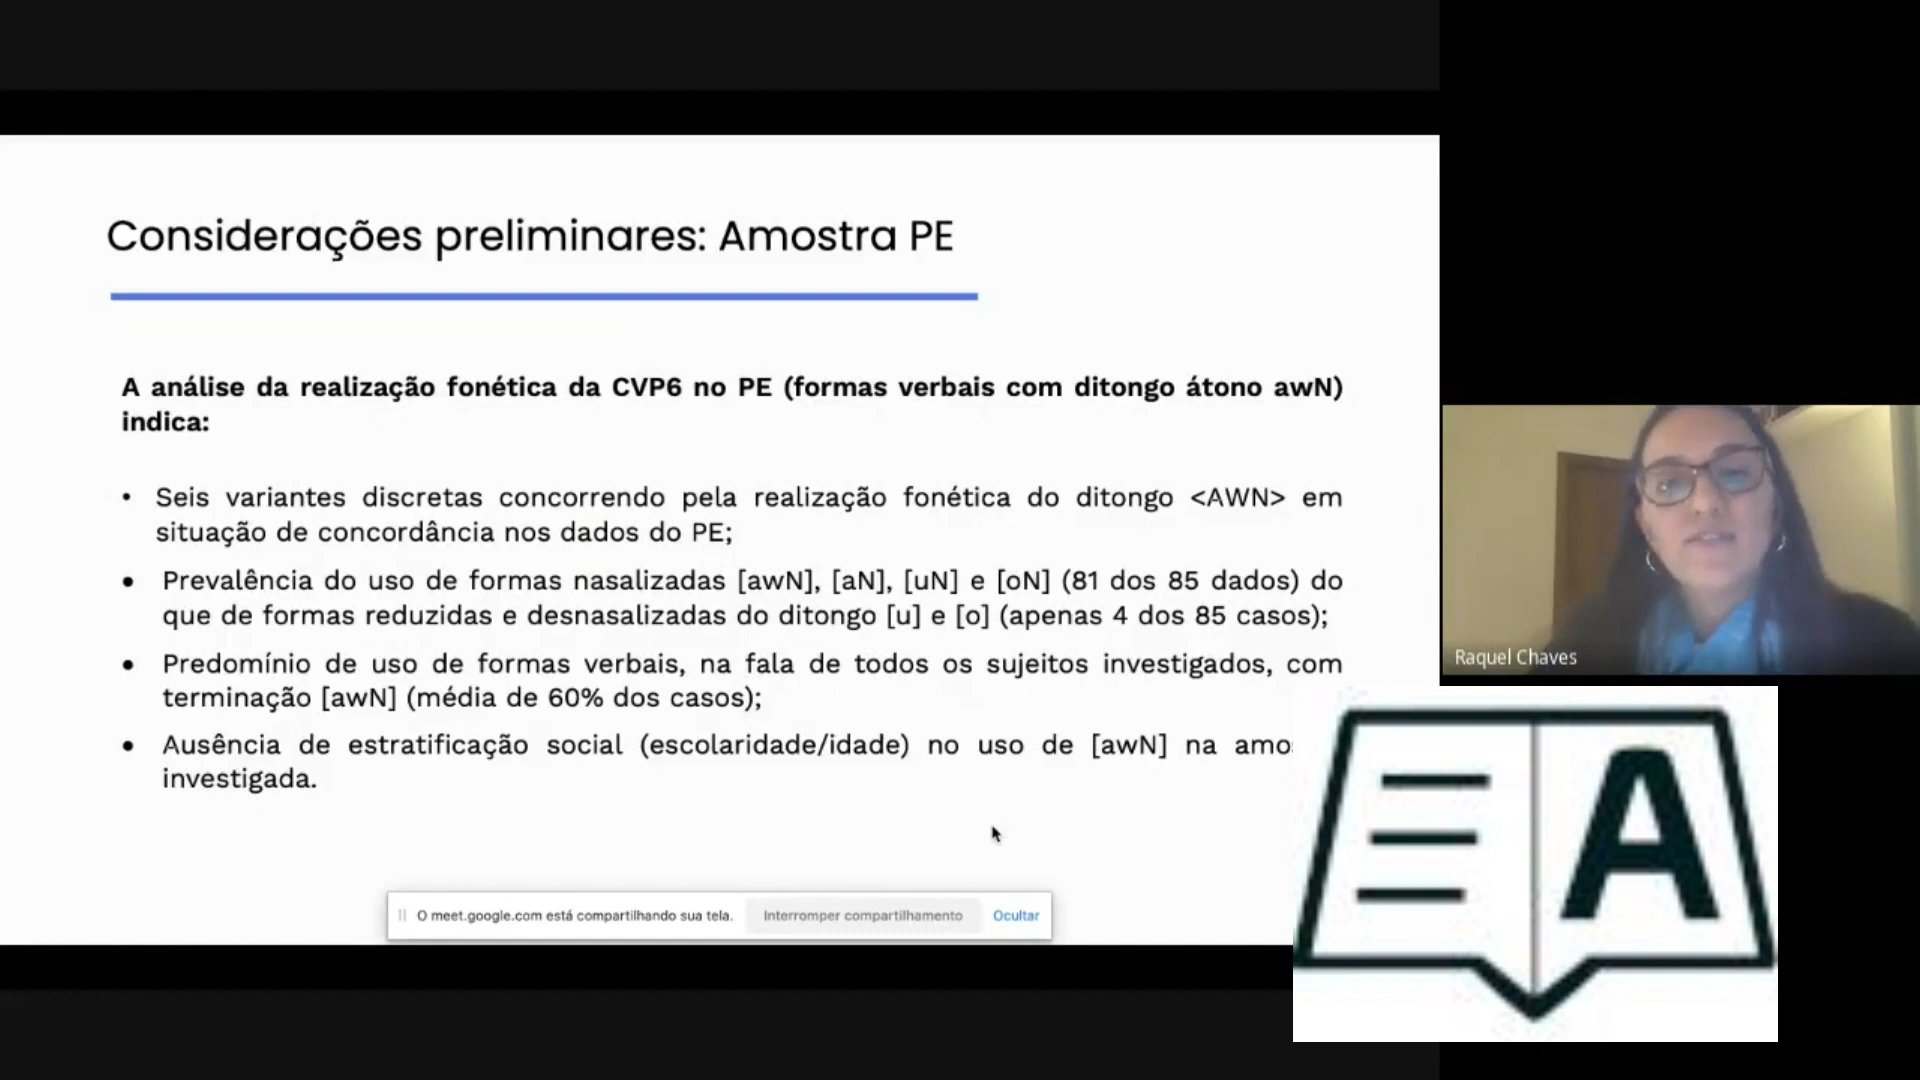 Considerações preliminares: Amostra PE
A análise da realização fonética da CVP6 no PE (formas verbais com ditongo átono awN)
indica:
• Seis variantes discretas concorrendo pela realização fonética do ditongo <AWN> em
situação de concordância nos dados do PE;
• Prevalência do uso de formas nasalizadas [awN], [aN], [uN] e [oN] (81 dos 85 dados) do
que de formas reduzidas e desnasalizadas do ditongo [u] e [o] (apenas 4 dos 85 casos);
• Predomínio de uso de formas verbais, na fala de todos os sujeitos investigados, com
terminação [awN] (média de 60% dos casos);
• Ausência de estratificação social (escolaridade/idade) no uso de [awN] na
investigada.
O meet.google.com está compartilhando sua tela. Interromper compartilhamento Ocultar
Raquel Chaves
A